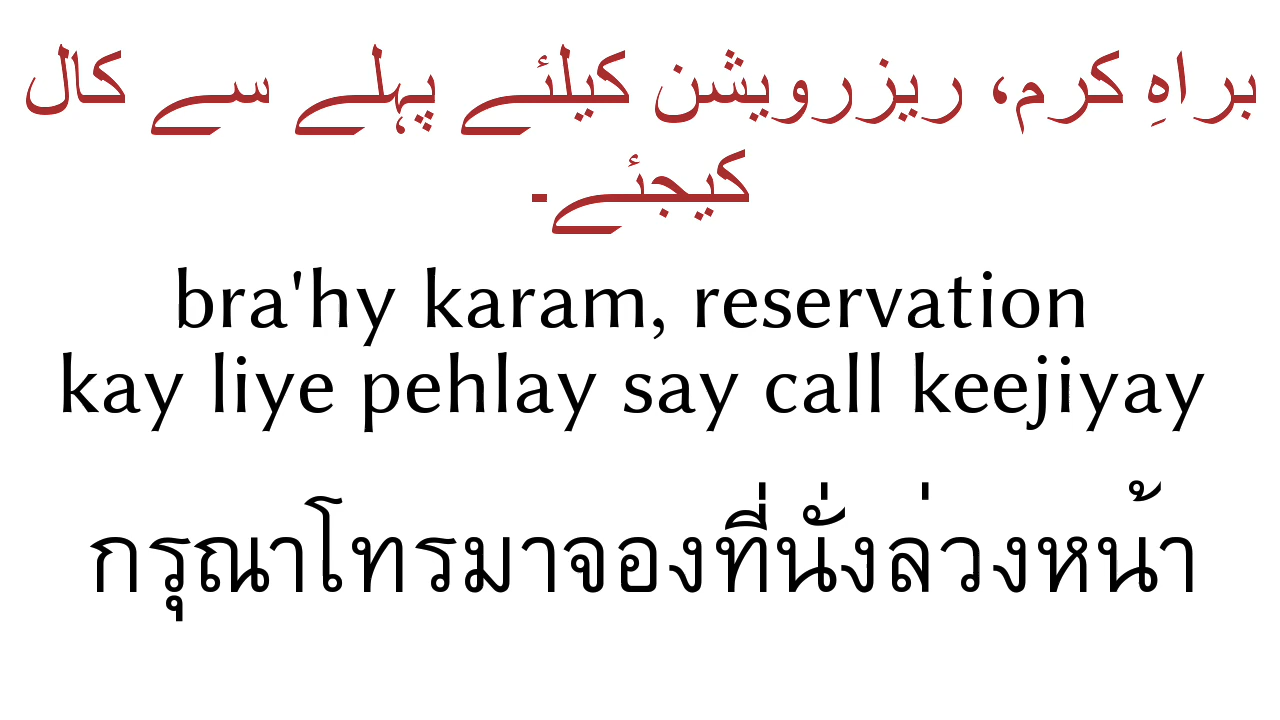 براہِ کرم، ریزرویشن کیلئے پہلے سے کال
کیجئے۔
bra'hy karam, reservation
kay liye pehlay say call keejiyay
กรุณาโทรมาจองที่นั่งล่วงหน้า